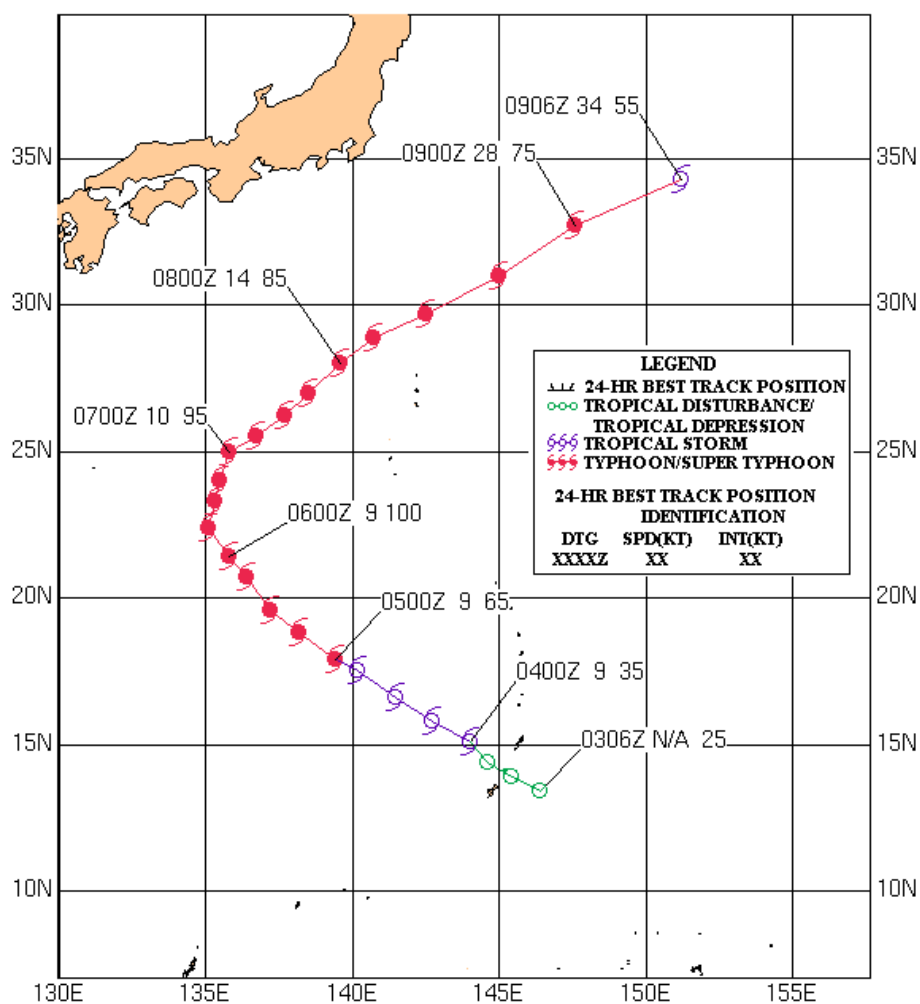 0906Z 34 55
35N
0900Z 28 75
35N
0800Z 14 85
30N
30N
LEGEND
24-HR BEST TRACK POSITION
TROPICAL DISTURBANCE/
TROPICAL DEPRESSION
TROPICAL STORM
TYPHOON/SUPER TYPHOON
24-HR BEST TRACK POSITION
IDENTIFICATION
DTG SPD(KT) INT(KT)
XXXXZ XX XX
0700Z 10 95
25N
25N
0600Z 9 100
20N
0500Z 9 65
20N
0400Z 9 35
15N
0306Z N/A 25
15N
10N
10N
130E 135E 140E 145E 150E 155E